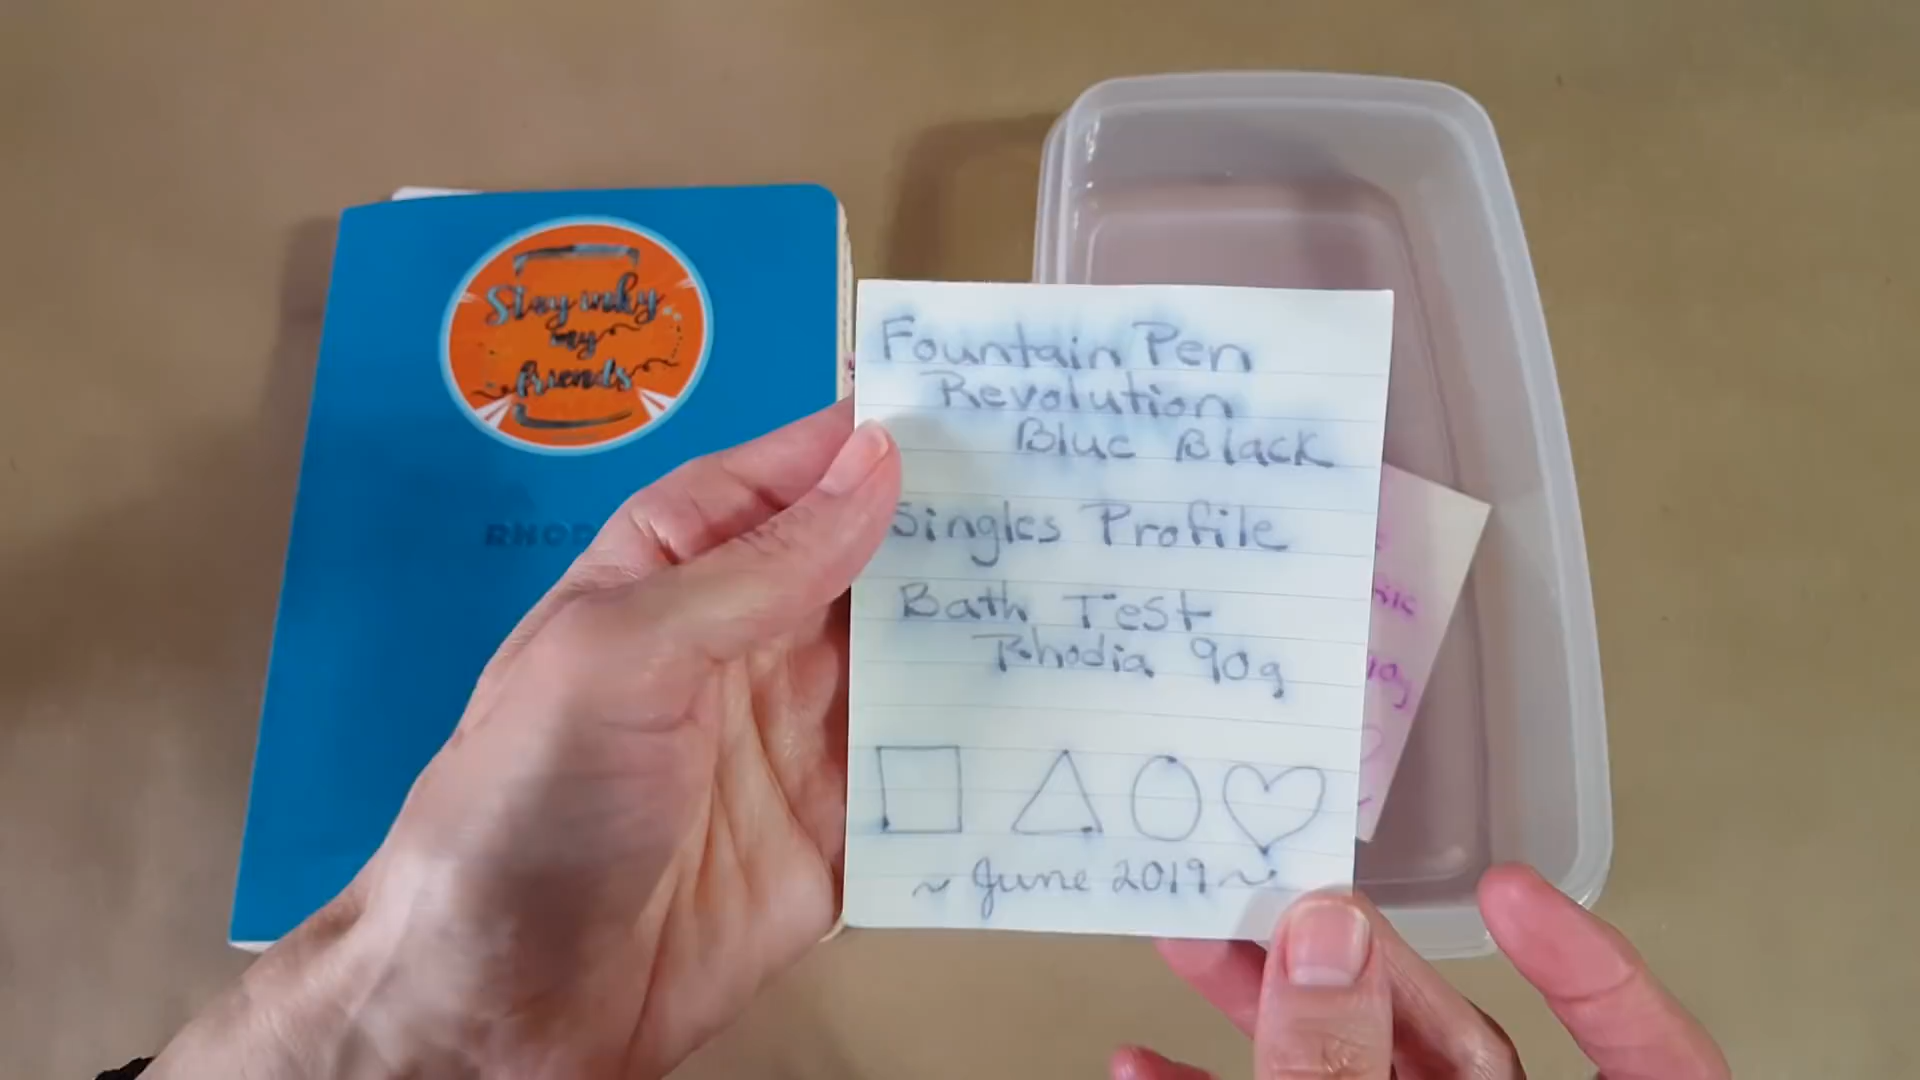 Stay inky
my
friends
RHOD
Fountain Pen
Revolution
Blue Black
Singles Profile
Bath Test
Rhodia 90g
~ June 2019 ~